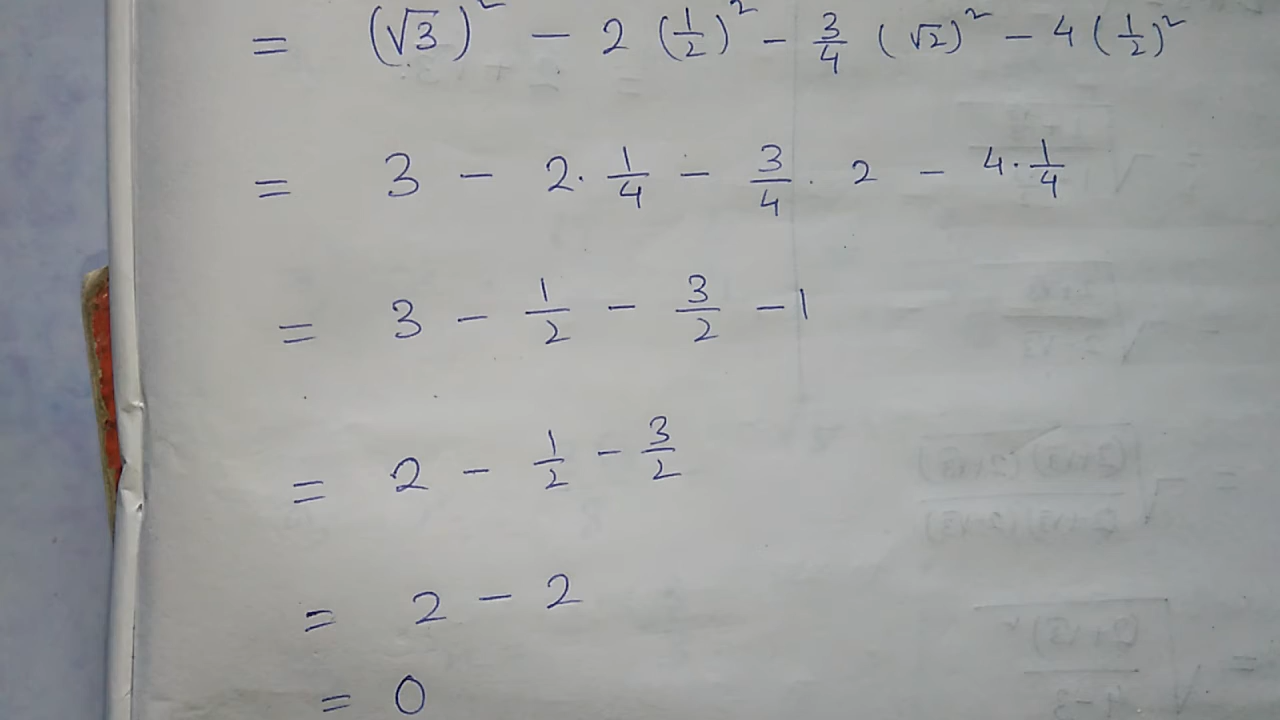 = (√3)² - 2 (1/2)² - 3/4 (√2)² - 4 (1/2)²
= 3 - 2 · 1/4 - 3/4 · 2 - 4 · 1/4
= 3 - 1/2 - 3/2 - 1
= 2 - 1/2 - 3/2
= 2 - 2
= 0